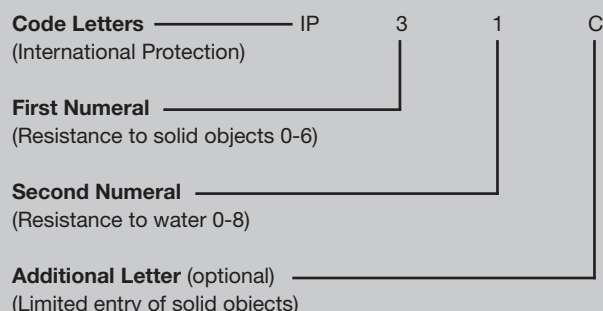 Code Letters IP 3 1 C
(International Protection)
First Numeral
(Resistance to solid objects 0-6)
Second Numeral
(Resistance to water 0-8)
Additional Letter (optional)
(Limited entry of solid objects)